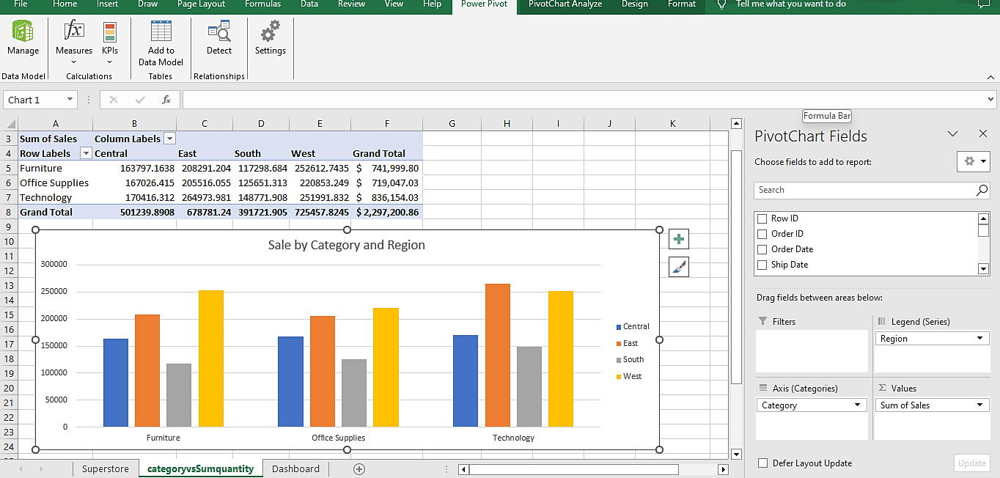 File Home Insert Draw Page Layout Formulas Data Review View Help Power Pivot PivotChart Analyze Design Format Tell me what you want to do
Manage Measures KPIs Add to Data Model Detect Settings
Data Model Calculations Tables Relationships
Chart 1 fx
Formula Bar
A B C D E F G H I J K
3 Sum of Sales Column Labels
4 Row Labels Central East South West Grand Total
5 Furniture 163797.1638 208291.204 117298.684 252612.7435 $ 741,999.80
6 Office Supplies 167026.415 205516.055 125651.313 220853.249 $ 719,047.03
7 Technology 170416.312 264973.981 148771.908 251991.832 $ 836,154.03
8 Grand Total 501239.8908 678781.24 391721.905 725457.8245 $ 2,297,200.86
9
10
11
12
13
14
15
16
17
18
19
20
21
22
23
24
Sale by Category and Region
300000
250000
200000
150000
100000
50000
0
Furniture Office Supplies Technology
Central
East
South
West
PivotChart Fields
Choose fields to add to report:
Search
Row ID
Order ID
Order Date
Ship Date
Drag fields between areas below:
Filters Legend (Series)
Region
Axis (Categories) Σ Values
Category Sum of Sales
Defer Layout Update Update
Superstore categoryvsSumquantity Dashboard